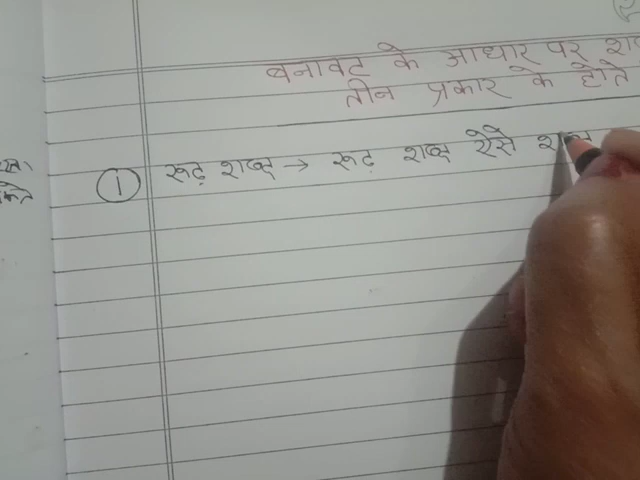 बनावट के आधार पर
तीन प्रकार के होते
① रूढ़ शब्द → रूढ़ शब्द ऐसे